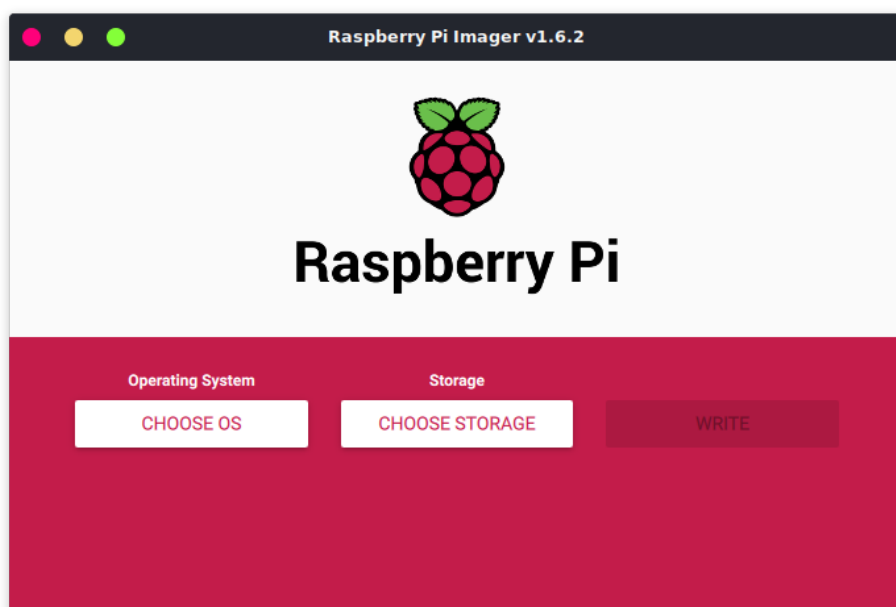 Raspberry Pi Imager v1.6.2
Raspberry Pi
Operating System
Storage
CHOOSE OS
CHOOSE STORAGE
WRITE